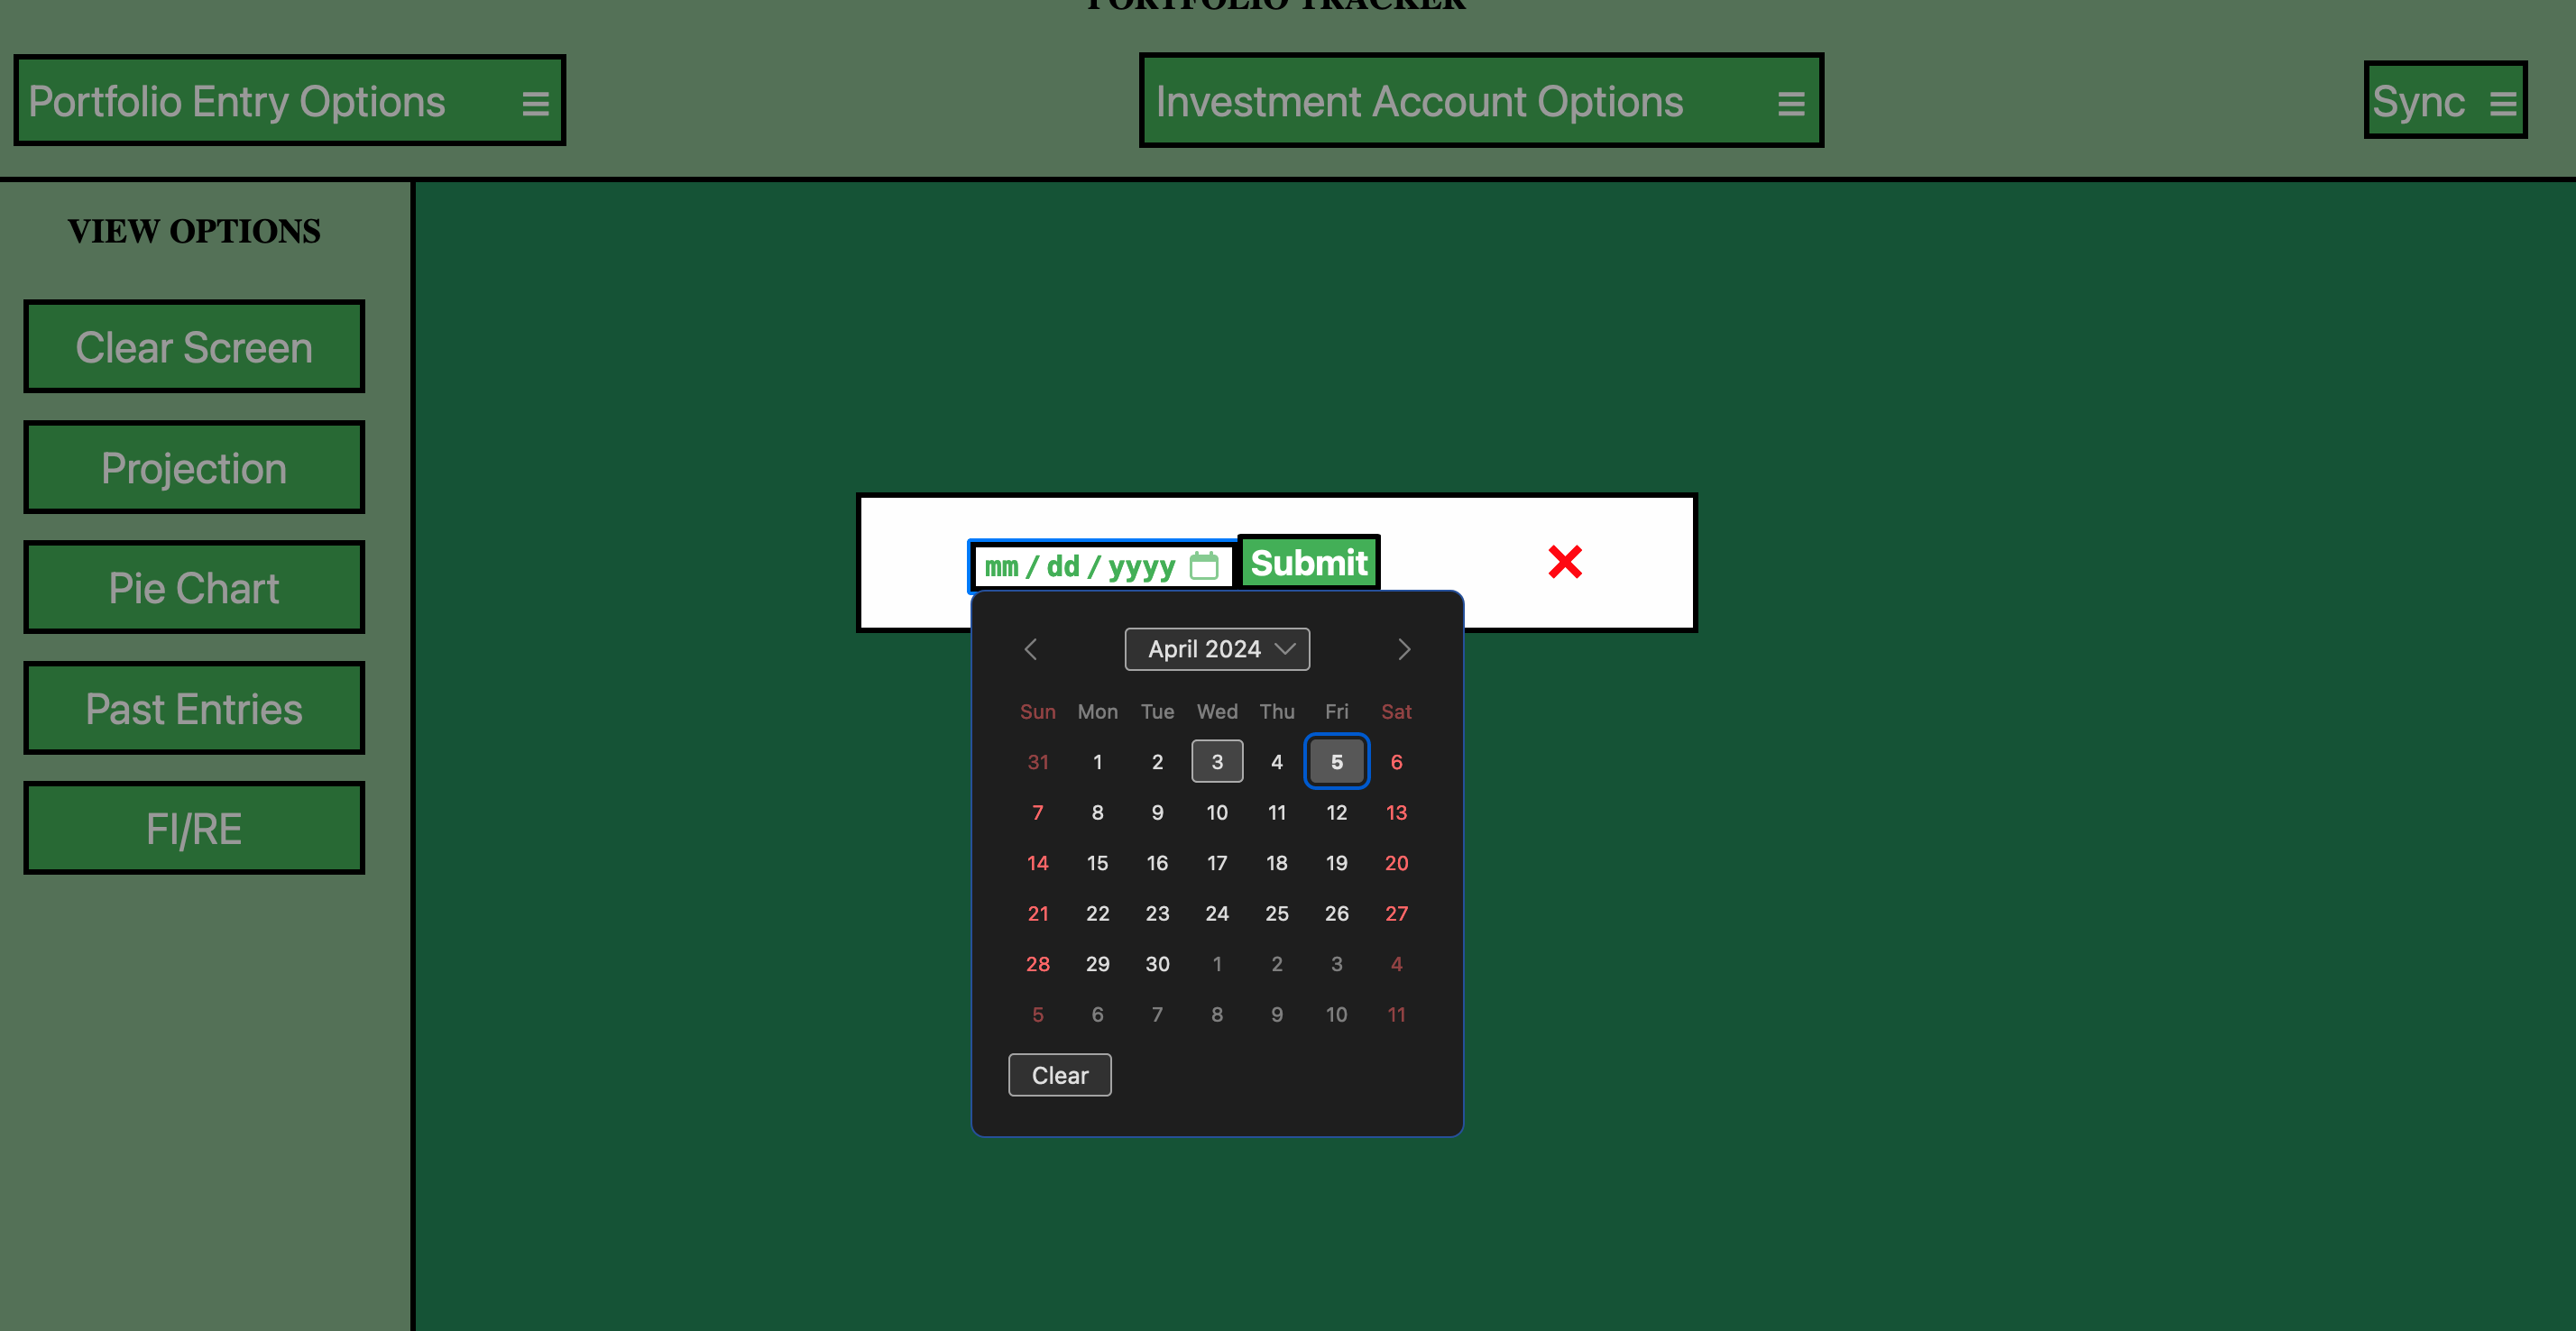 PORTFOLIO TRACKER
Portfolio Entry Options
Investment Account Options
Sync
VIEW OPTIONS
Clear Screen
Projection
Pie Chart
Past Entries
FI/RE
mm / dd / yyyy
Submit
April 2024
Sun Mon Tue Wed Thu Fri Sat
31 1 2 3 4 5 6
7 8 9 10 11 12 13
14 15 16 17 18 19 20
21 22 23 24 25 26 27
28 29 30 1 2 3 4
5 6 7 8 9 10 11
Clear